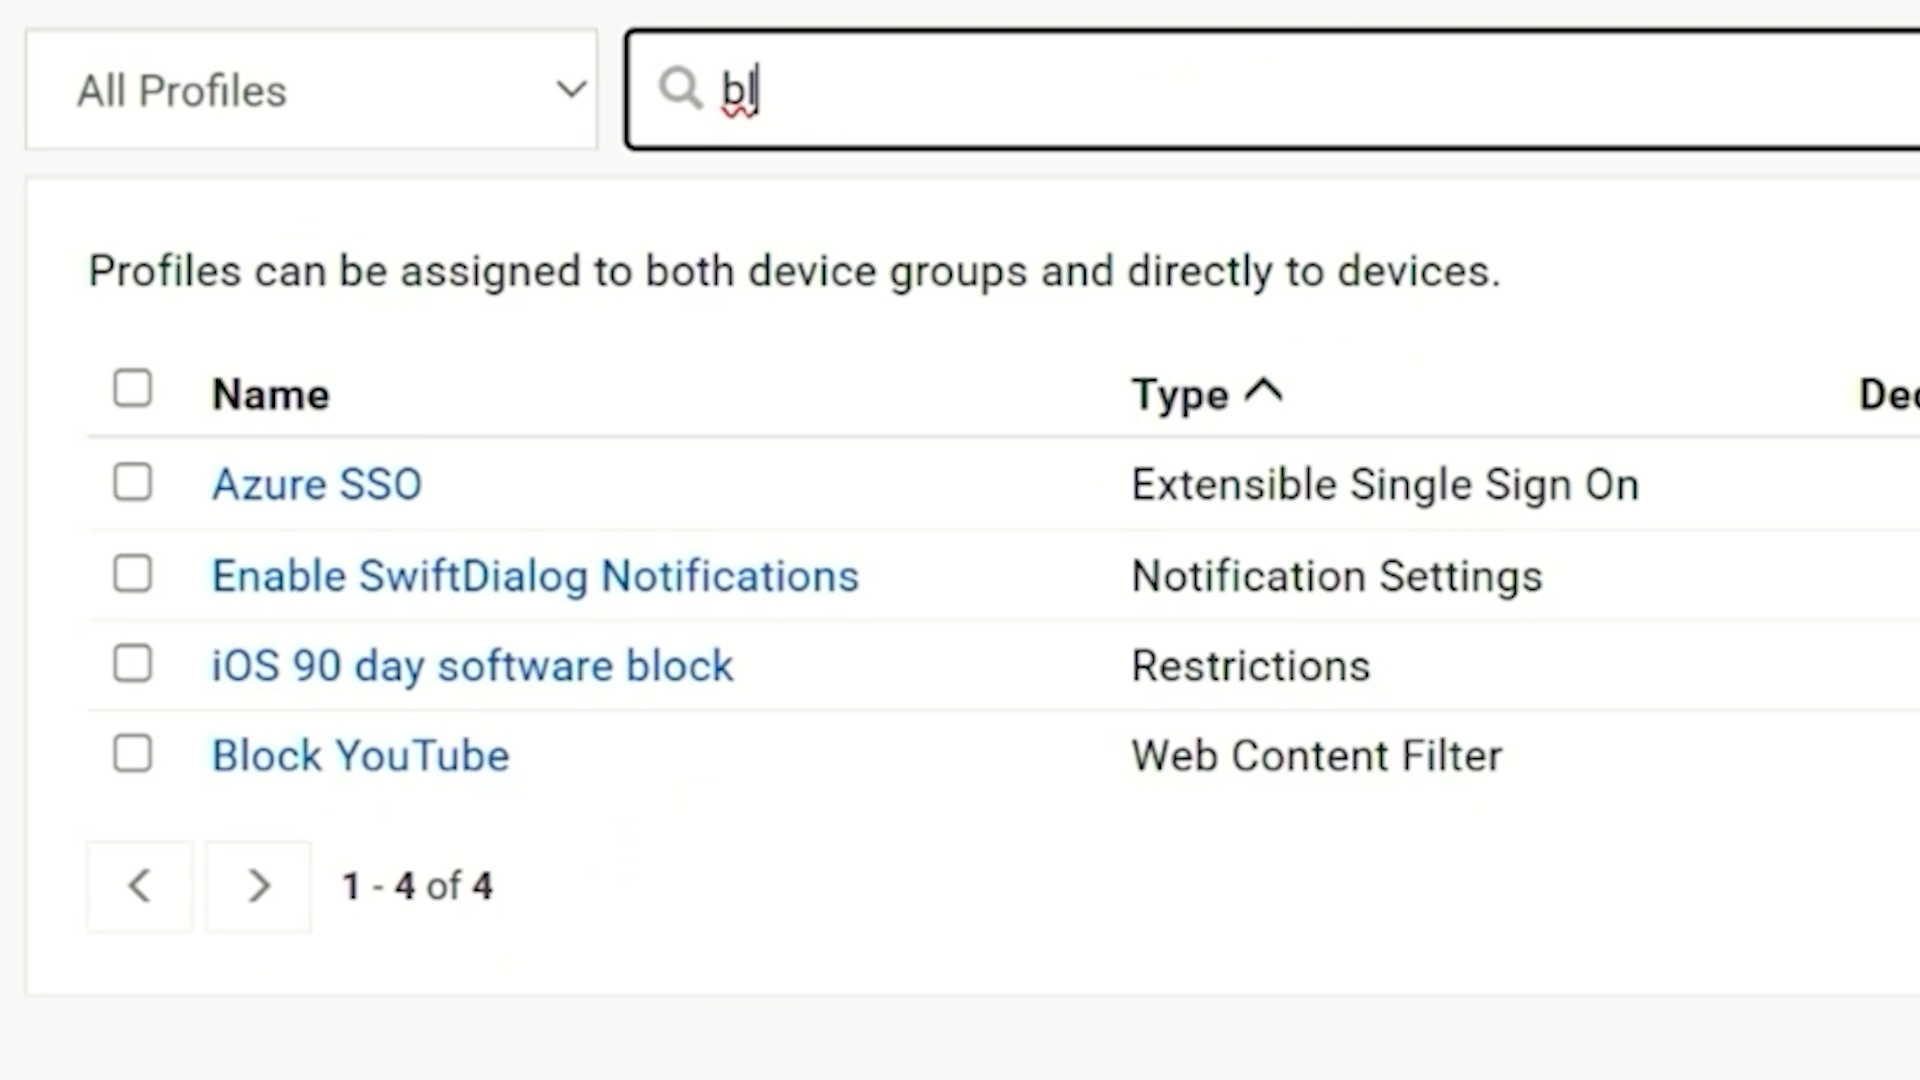 All Profiles
bl
Profiles can be assigned to both device groups and directly to devices.
Name Type Dec
Azure SSO Extensible Single Sign On
Enable SwiftDialog Notifications Notification Settings
iOS 90 day software block Restrictions
Block YouTube Web Content Filter
1 - 4 of 4